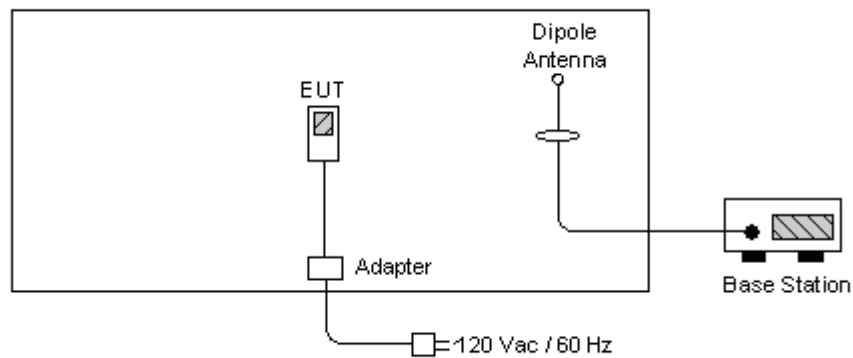 Dipole
Antenna
EUT
Adapter
Base Station
120 Vac / 60 Hz